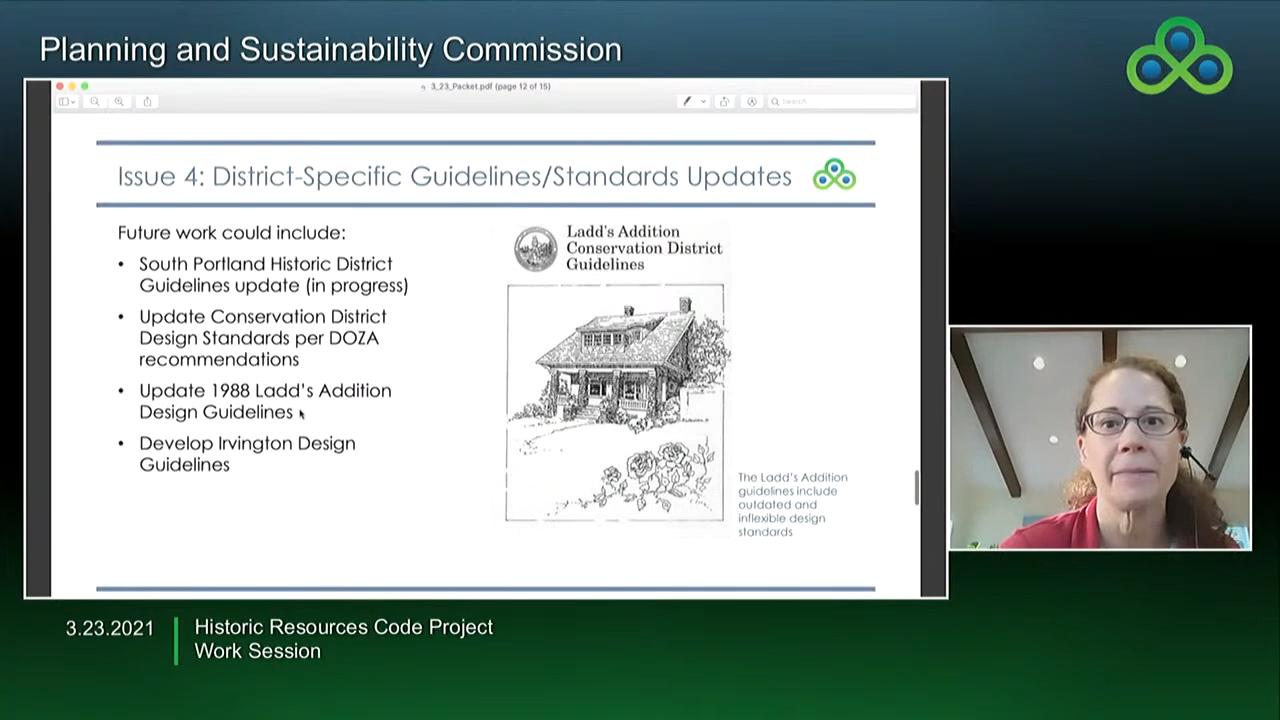 Planning and Sustainability Commission
3_23_Packet.pdf (page 12 of 15)
Search
Issue 4: District-Specific Guidelines/Standards Updates
Future work could include:
• South Portland Historic District
Guidelines update (in progress)
• Update Conservation District
Design Standards per DOZA
recommendations
• Update 1988 Ladd's Addition
Design Guidelines
• Develop Irvington Design
Guidelines
Ladd's Addition
Conservation District
Guidelines
The Ladd's Addition
guidelines include
outdated and
inflexible design
standards
3.23.2021
Historic Resources Code Project
Work Session